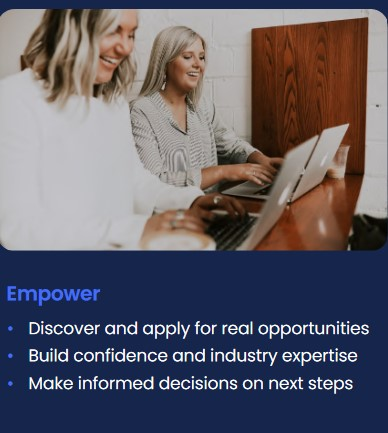 Empower
• Discover and apply for real opportunities
• Build confidence and industry expertise
• Make informed decisions on next steps